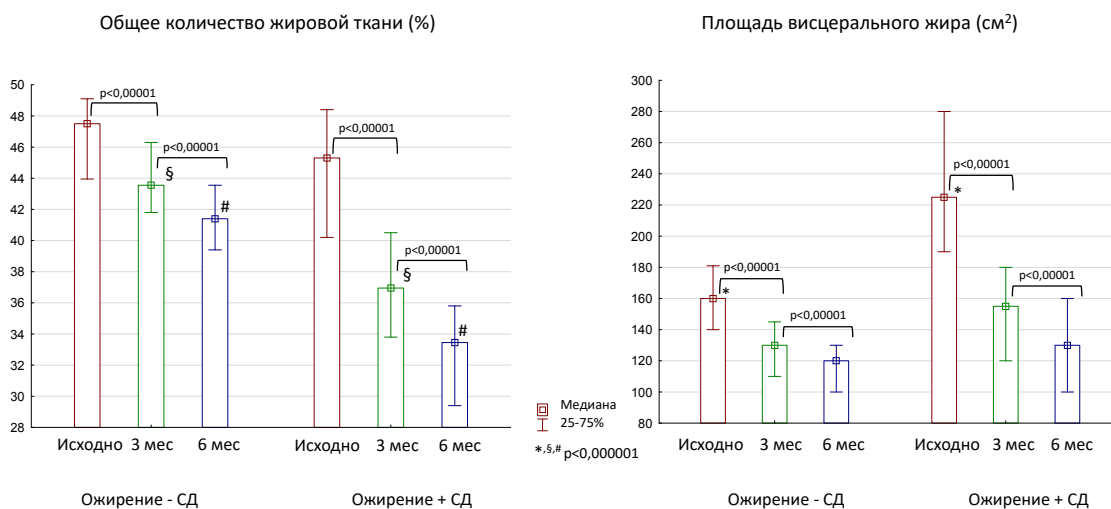 Общее количество жировой ткани (%)
50
48
46
44
42
40
38
36
34
32
30
28
p<0,00001
p<0,00001
§
#
p<0,00001
p<0,00001
§
#
Исходно 3 мес 6 мес
Исходно 3 мес 6 мес
Ожирение - СД
Ожирение + СД
Медиана
25-75%
*,§,# p<0,000001
Площадь висцерального жира (см²)
300
280
260
240
220
200
180
160
140
120
100
80
p<0,00001
*
p<0,00001
p<0,00001
*
p<0,00001
Исходно 3 мес 6 мес
Исходно 3 мес 6 мес
Ожирение - СД
Ожирение + СД